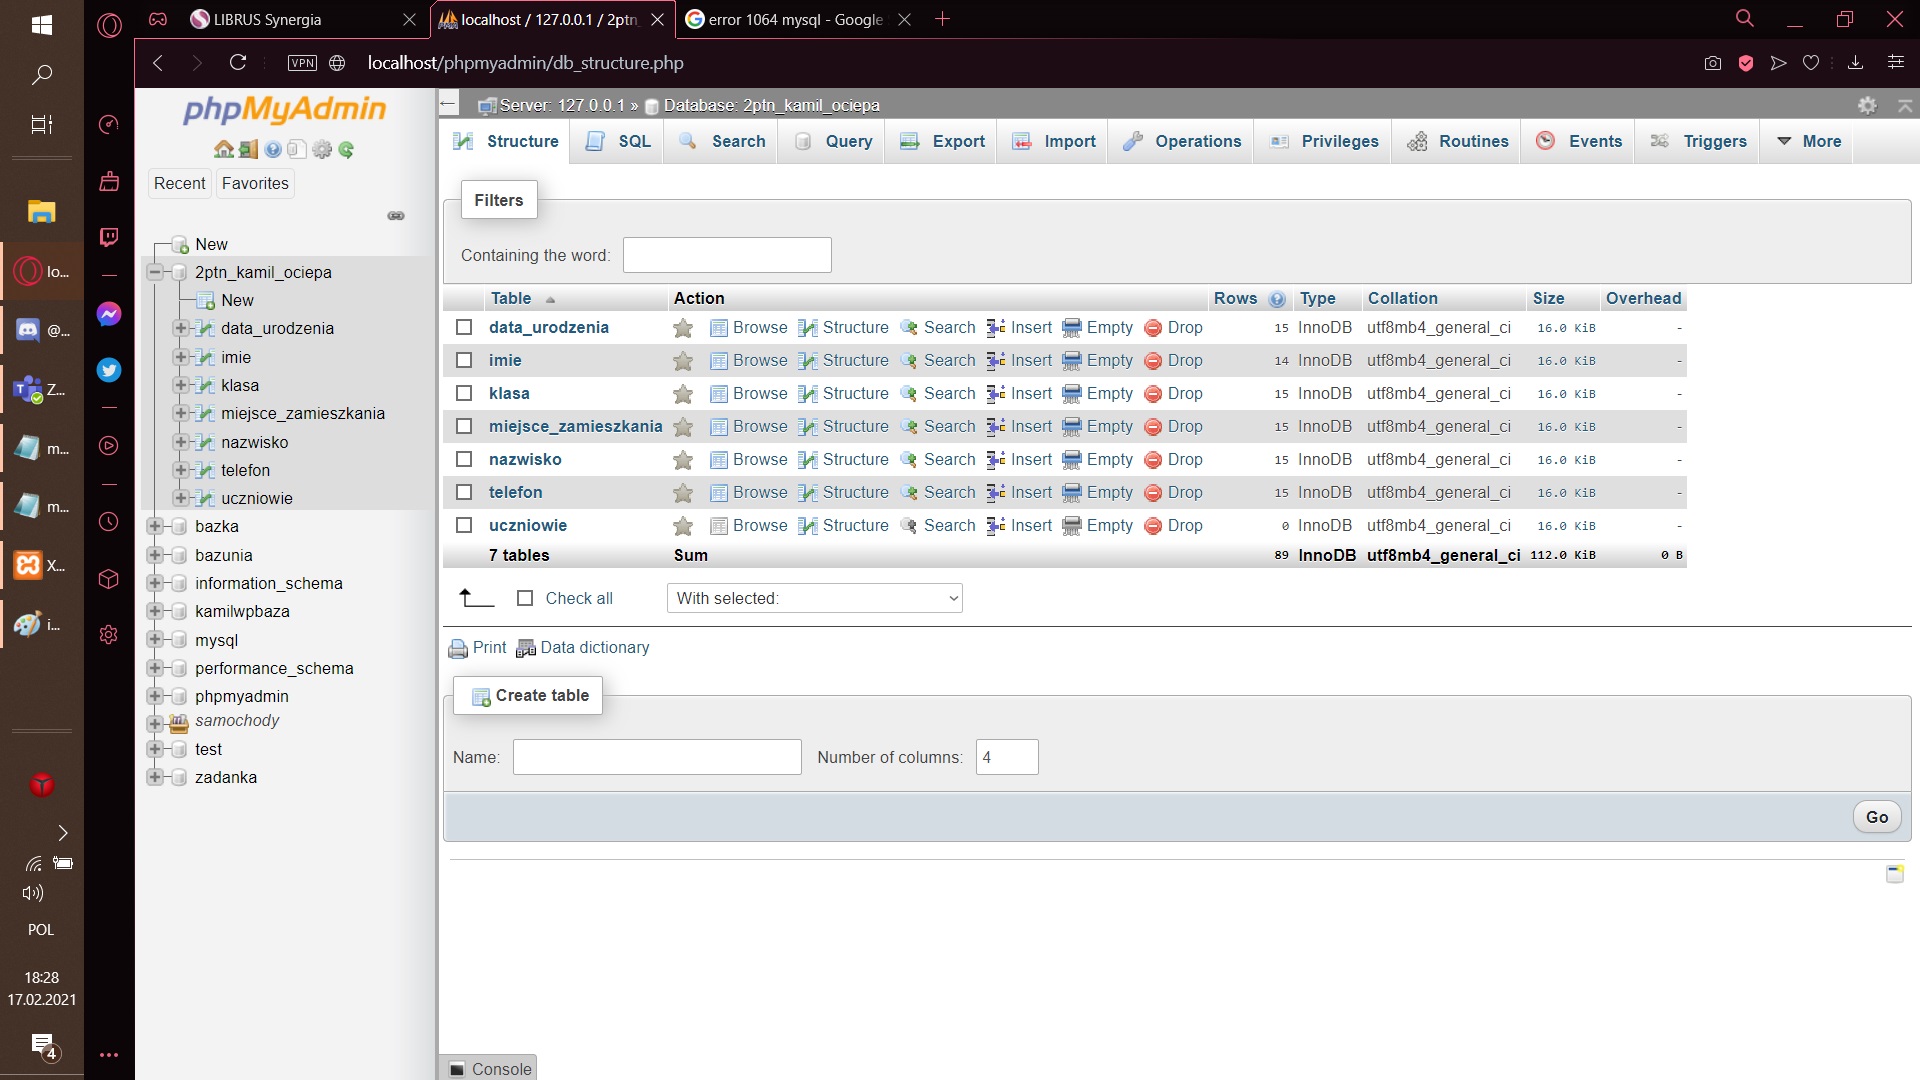 LIBRUS Synergia
localhost / 127.0.0.1 / 2ptn_
error 1064 mysql - Google
VPN
localhost/phpmyadmin/db_structure.php
phpMyAdmin
Recent
Favorites
New
2ptn_kamil_ociepa
New
data_urodzenia
imie
klasa
miejsce_zamieszkania
nazwisko
telefon
uczniowie
bazka
bazunia
information_schema
kamilwpbaza
mysql
performance_schema
phpmyadmin
samochody
test
zadanka
Server: 127.0.0.1 » Database: 2ptn_kamil_ociepa
Structure SQL Search Query Export Import Operations Privileges Routines Events Triggers More
Filters
Containing the word:
Table Action Rows Type Collation Size Overhead
data_urodzenia Browse Structure Search Insert Empty Drop 15 InnoDB utf8mb4_general_ci 16.0 KiB -
imie Browse Structure Search Insert Empty Drop 14 InnoDB utf8mb4_general_ci 16.0 KiB -
klasa Browse Structure Search Insert Empty Drop 15 InnoDB utf8mb4_general_ci 16.0 KiB -
miejsce_zamieszkania Browse Structure Search Insert Empty Drop 15 InnoDB utf8mb4_general_ci 16.0 KiB -
nazwisko Browse Structure Search Insert Empty Drop 15 InnoDB utf8mb4_general_ci 16.0 KiB -
telefon Browse Structure Search Insert Empty Drop 15 InnoDB utf8mb4_general_ci 16.0 KiB -
uczniowie Browse Structure Search Insert Empty Drop 0 InnoDB utf8mb4_general_ci 16.0 KiB -
7 tables Sum 89 InnoDB utf8mb4_general_ci 112.0 KiB 0 B
Check all With selected:
Print Data dictionary
Create table
Name: Number of columns: 4
Go
Console
lo...
@...
Z...
m...
m...
X...
i...
POL
18:28
17.02.2021
4